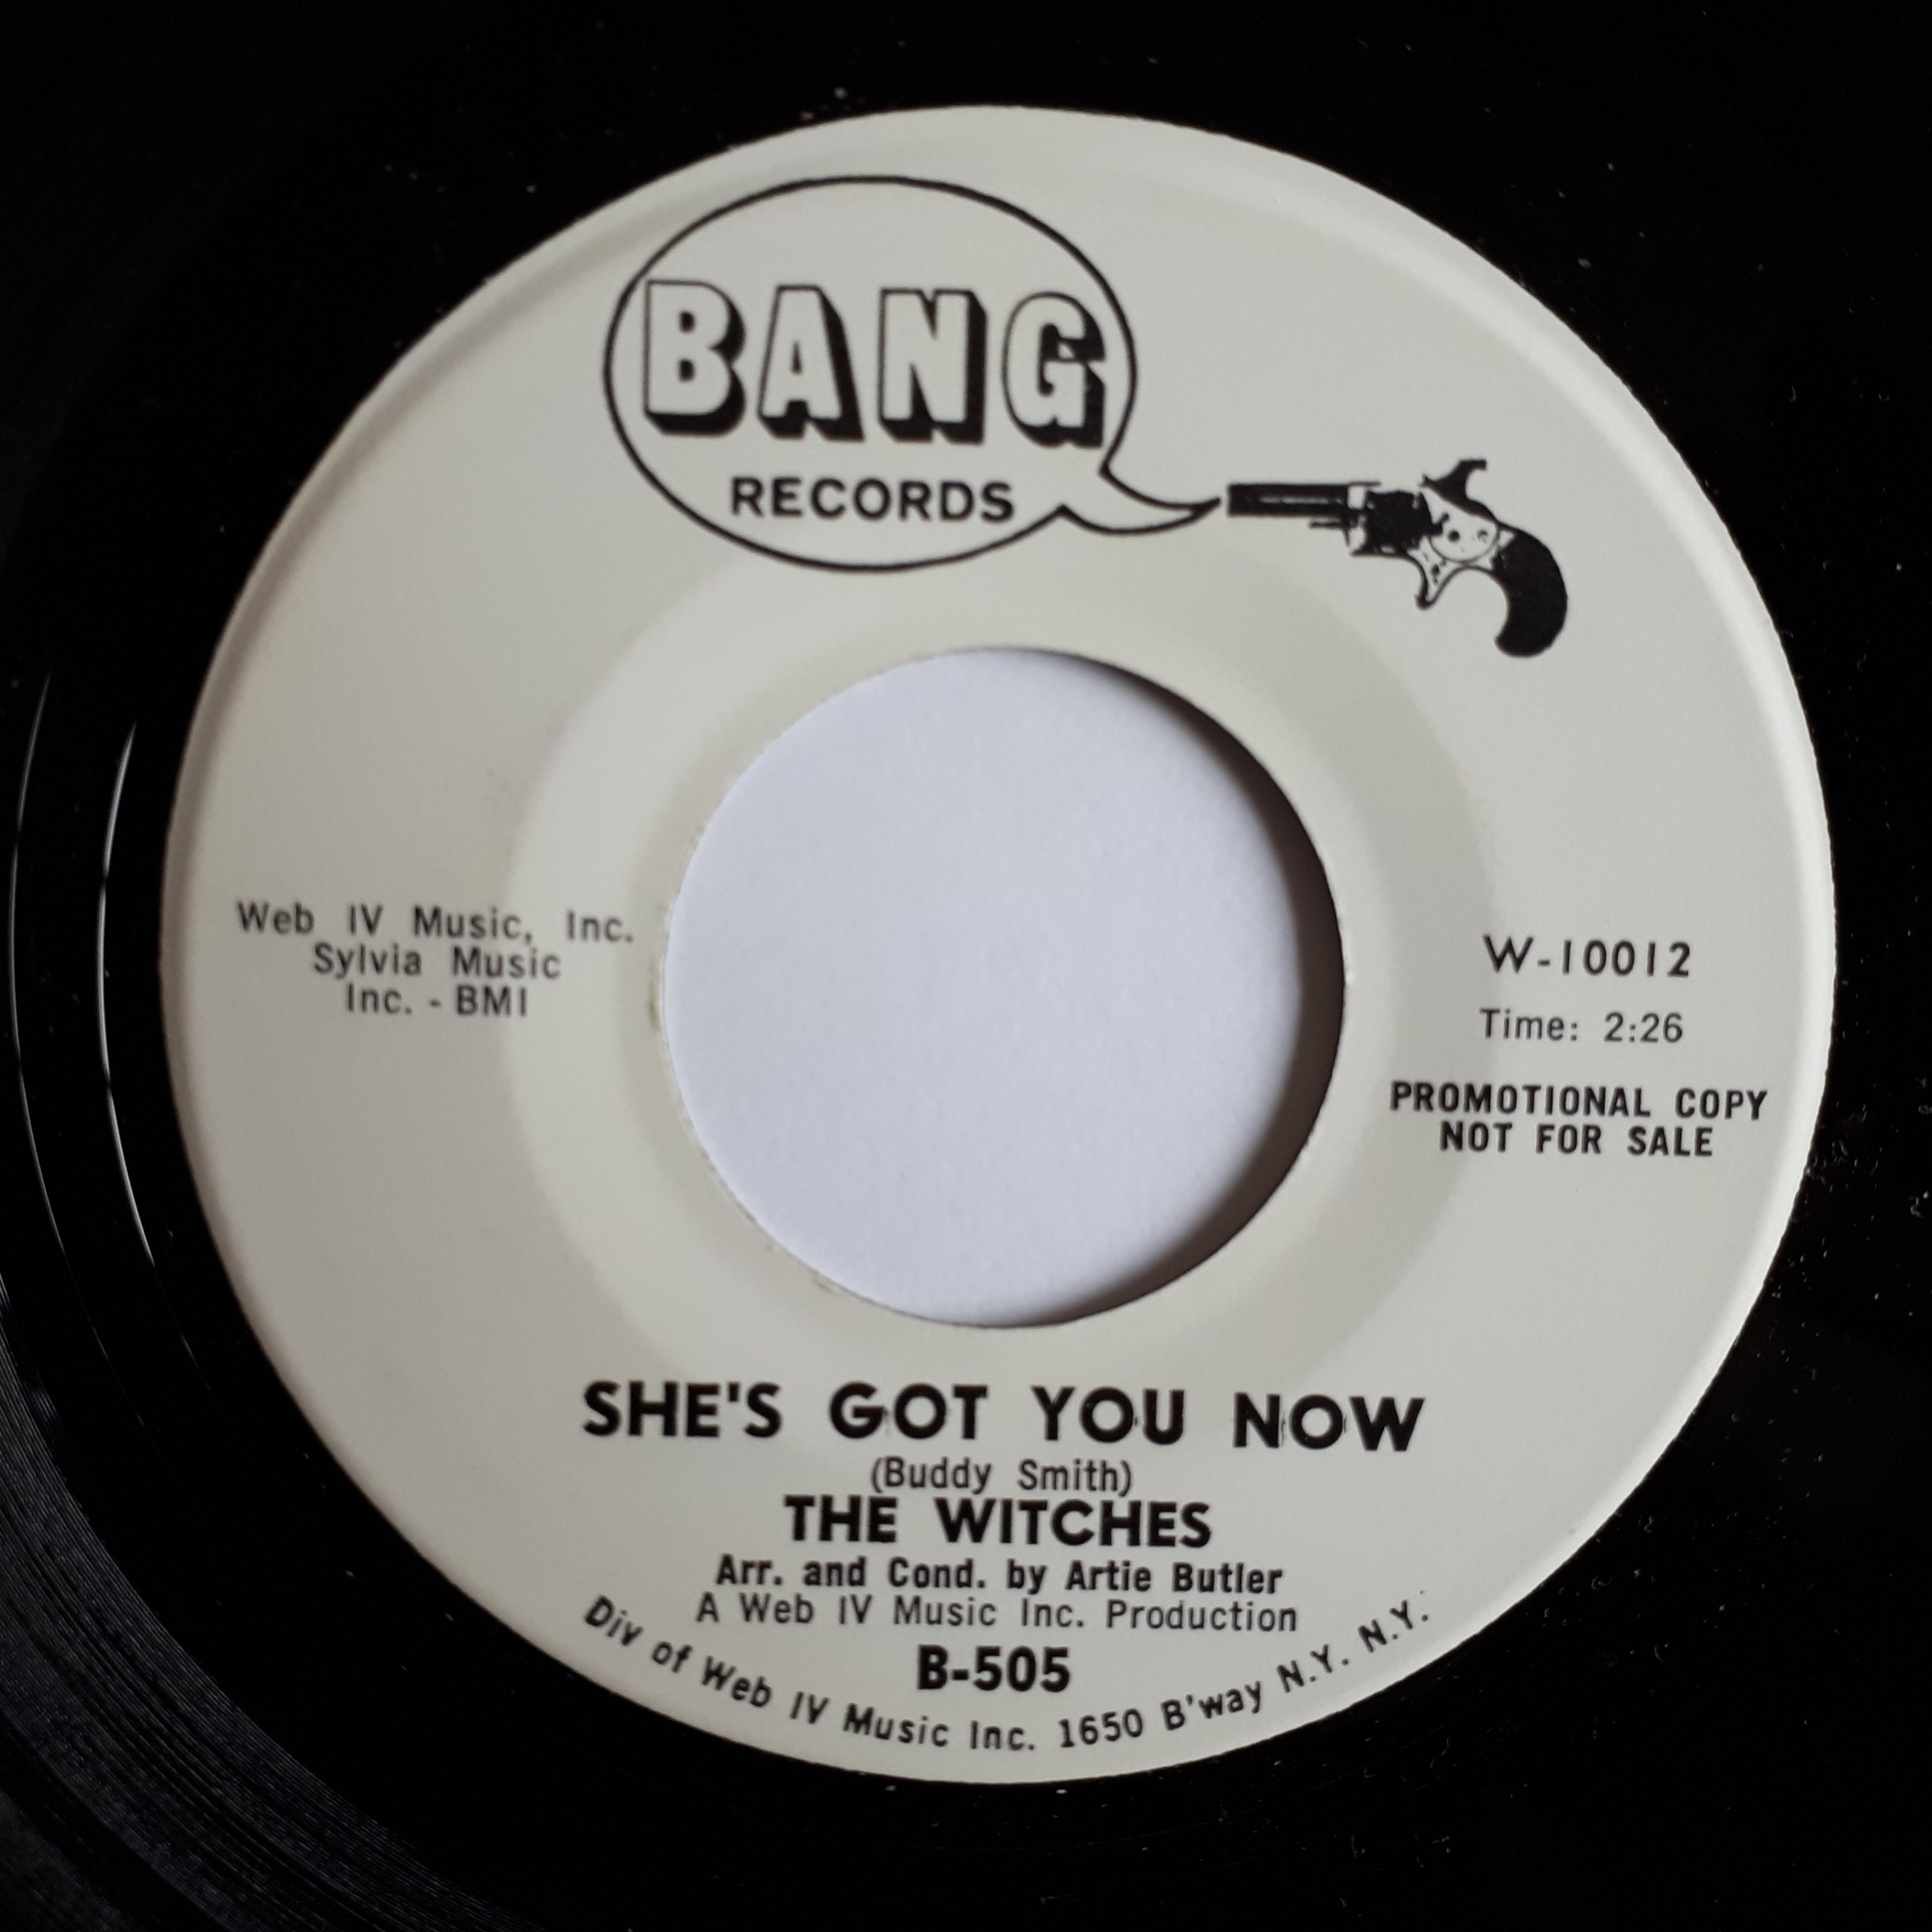 BANG
RECORDS
Web IV Music, Inc.
Sylvia Music
Inc. - BMI
W-10012
Time: 2:26
PROMOTIONAL COPY
NOT FOR SALE
SHE'S GOT YOU NOW
(Buddy Smith)
THE WITCHES
Arr. and Cond. by Artie Butler
A Web IV Music Inc. Production
B-505
Div of Web IV Music Inc. 1650 B'way N.Y. N.Y.